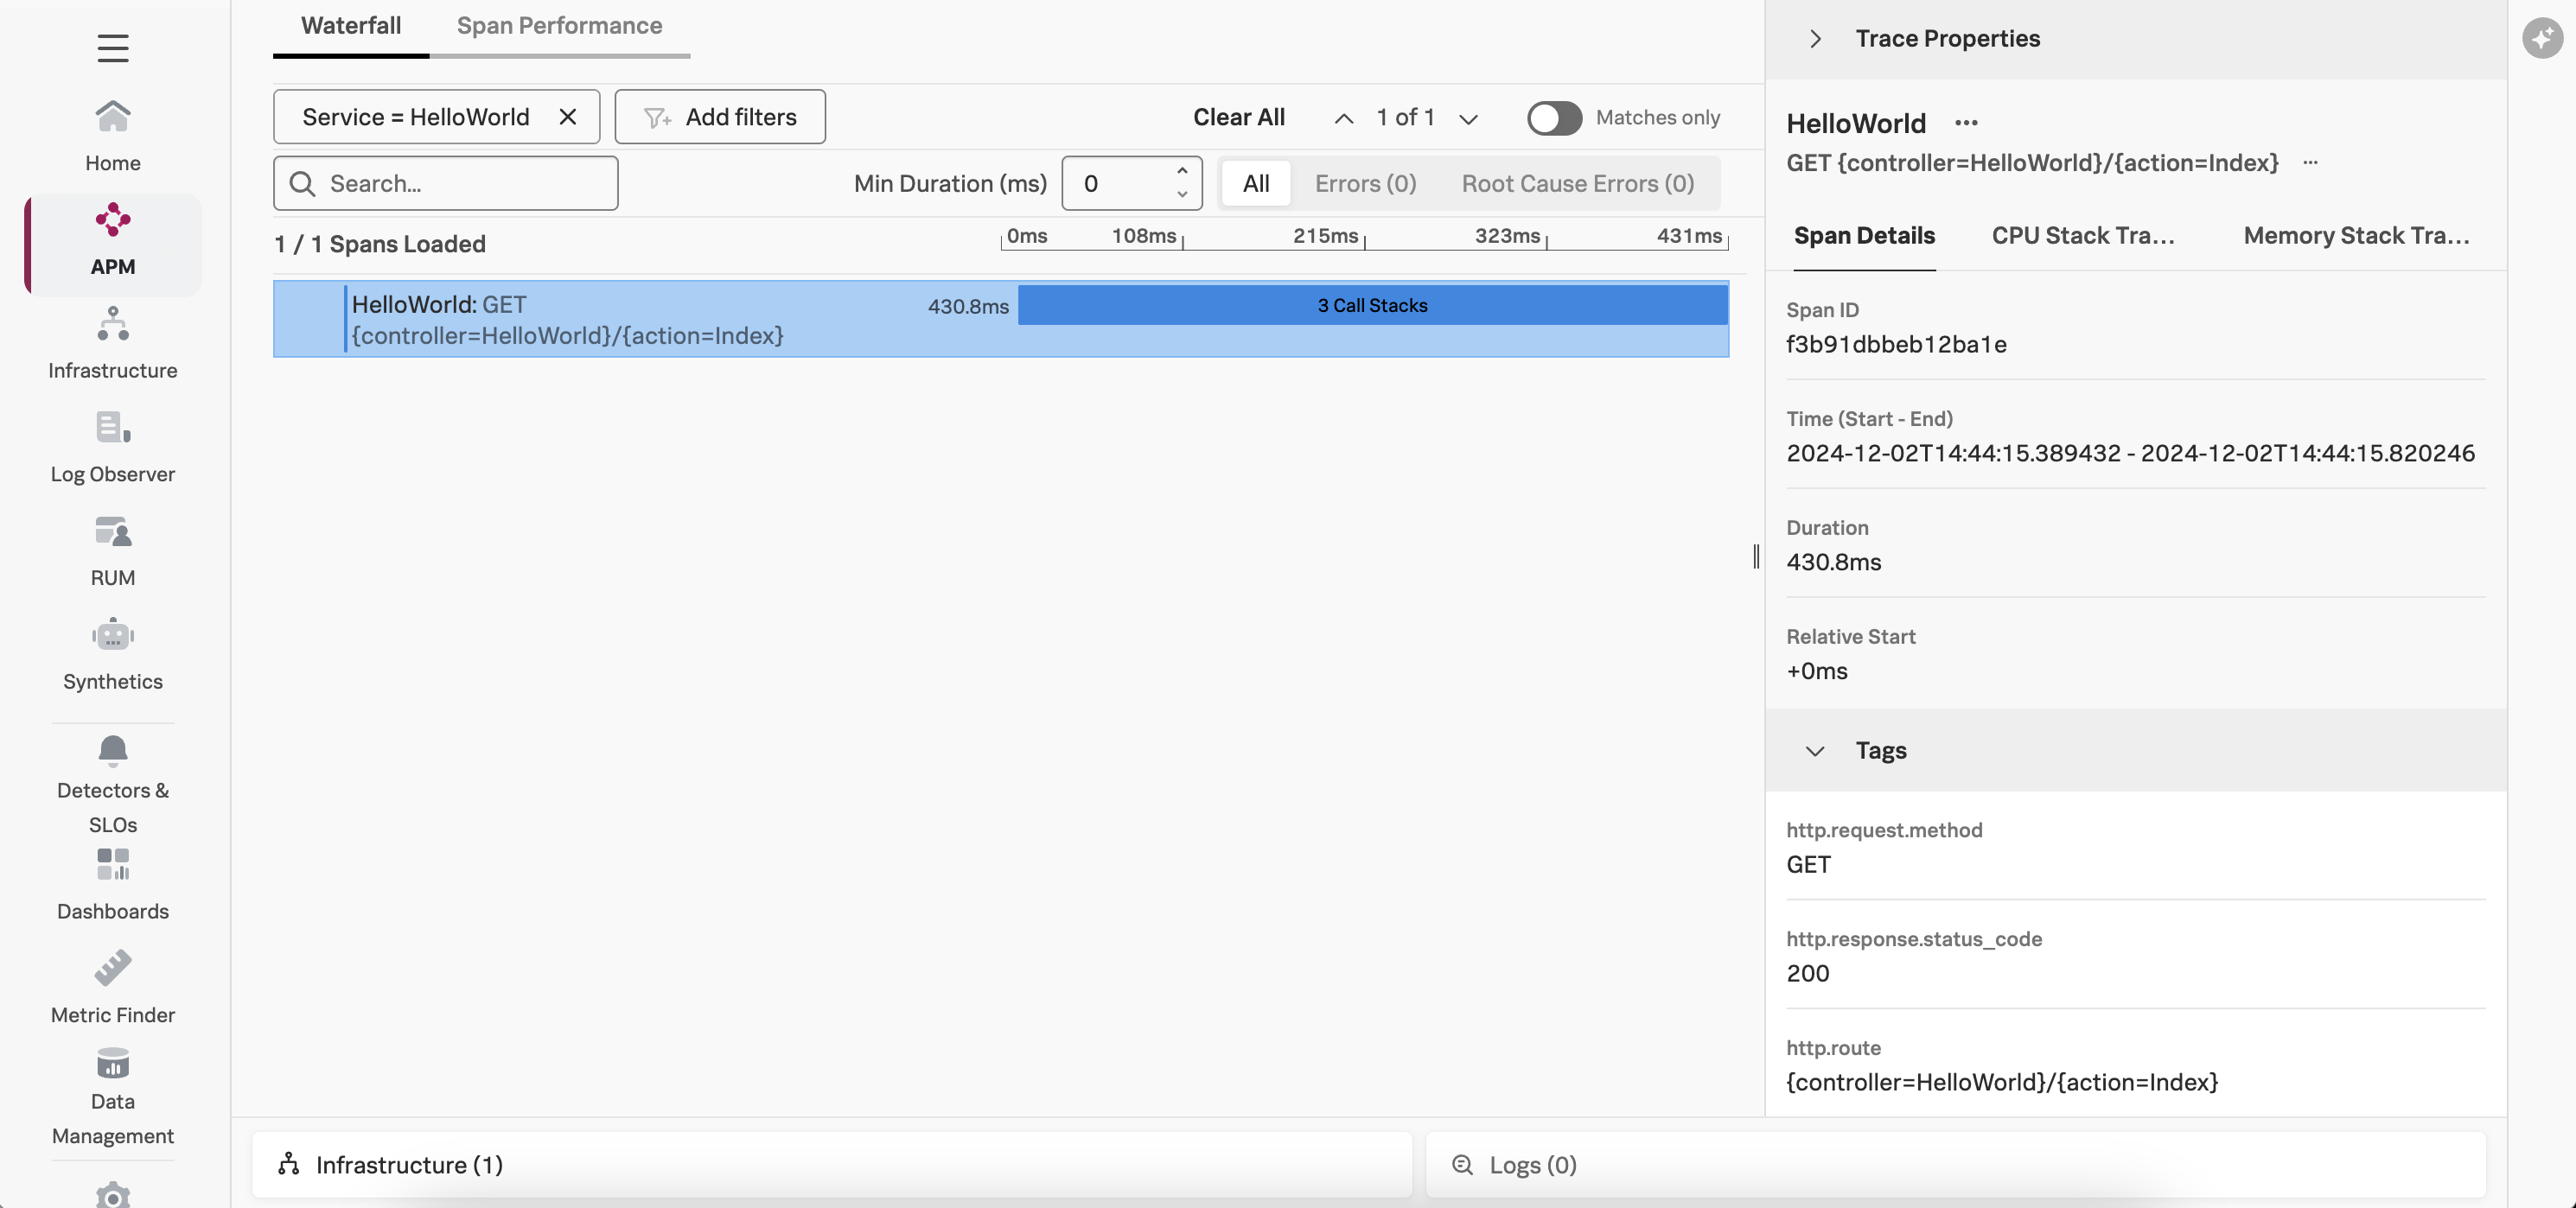 Home
APM
Infrastructure
Log Observer
RUM
Synthetics
Detectors &
SLOs
Dashboards
Metric Finder
Data
Management
Waterfall
Span Performance
Service = HelloWorld
Add filters
Clear All
1 of 1
Matches only
Search...
Min Duration (ms)
0
All
Errors (0)
Root Cause Errors (0)
1 / 1 Spans Loaded
0ms
108ms
215ms
323ms
431ms
HelloWorld: GET
{controller=HelloWorld}/{action=Index}
430.8ms
3 Call Stacks
Trace Properties
HelloWorld ...
GET {controller=HelloWorld}/{action=Index} ...
Span Details
CPU Stack Tra...
Memory Stack Tra...
Span ID
f3b91dbbeb12ba1e
Time (Start - End)
2024-12-02T14:44:15.389432 - 2024-12-02T14:44:15.820246
Duration
430.8ms
Relative Start
+0ms
Tags
http.request.method
GET
http.response.status_code
200
http.route
{controller=HelloWorld}/{action=Index}
Infrastructure (1)
Logs (0)